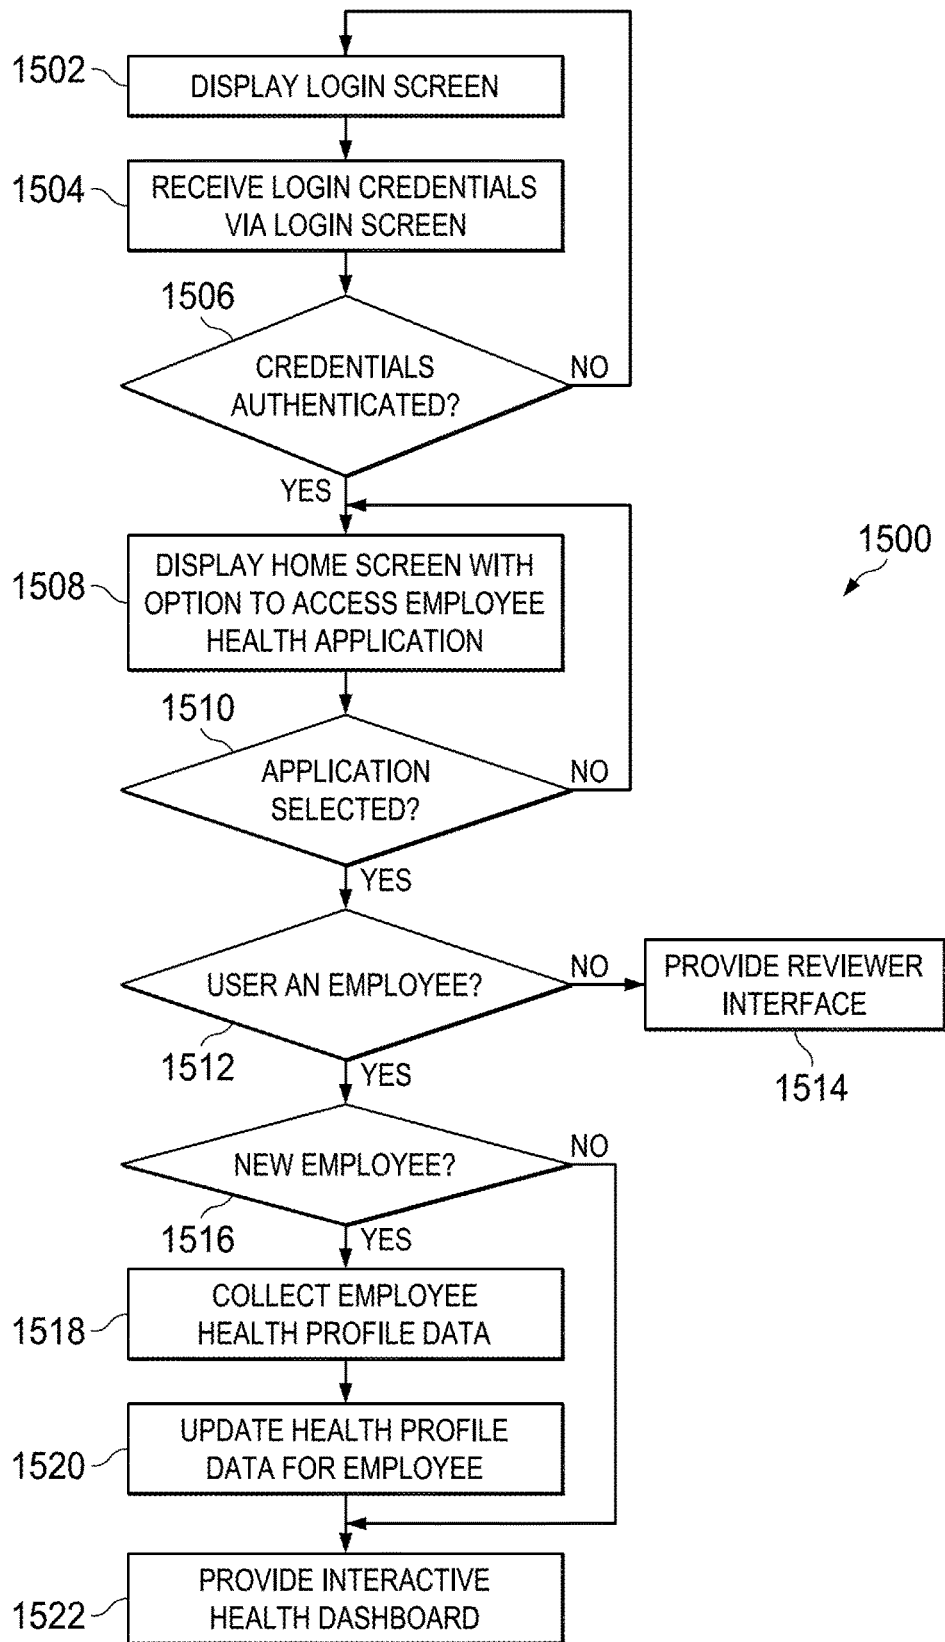 1502
DISPLAY LOGIN SCREEN
1504
RECEIVE LOGIN CREDENTIALS
VIA LOGIN SCREEN
1506
CREDENTIALS
AUTHENTICATED?
NO
YES
1500
1508
DISPLAY HOME SCREEN WITH
OPTION TO ACCESS EMPLOYEE
HEALTH APPLICATION
1510
APPLICATION
SELECTED?
NO
YES
USER AN EMPLOYEE?
NO
PROVIDE REVIEWER
INTERFACE
1512
YES
1514
NEW EMPLOYEE?
NO
1516
YES
1518
COLLECT EMPLOYEE
HEALTH PROFILE DATA
1520
UPDATE HEALTH PROFILE
DATA FOR EMPLOYEE
1522
PROVIDE INTERACTIVE
HEALTH DASHBOARD